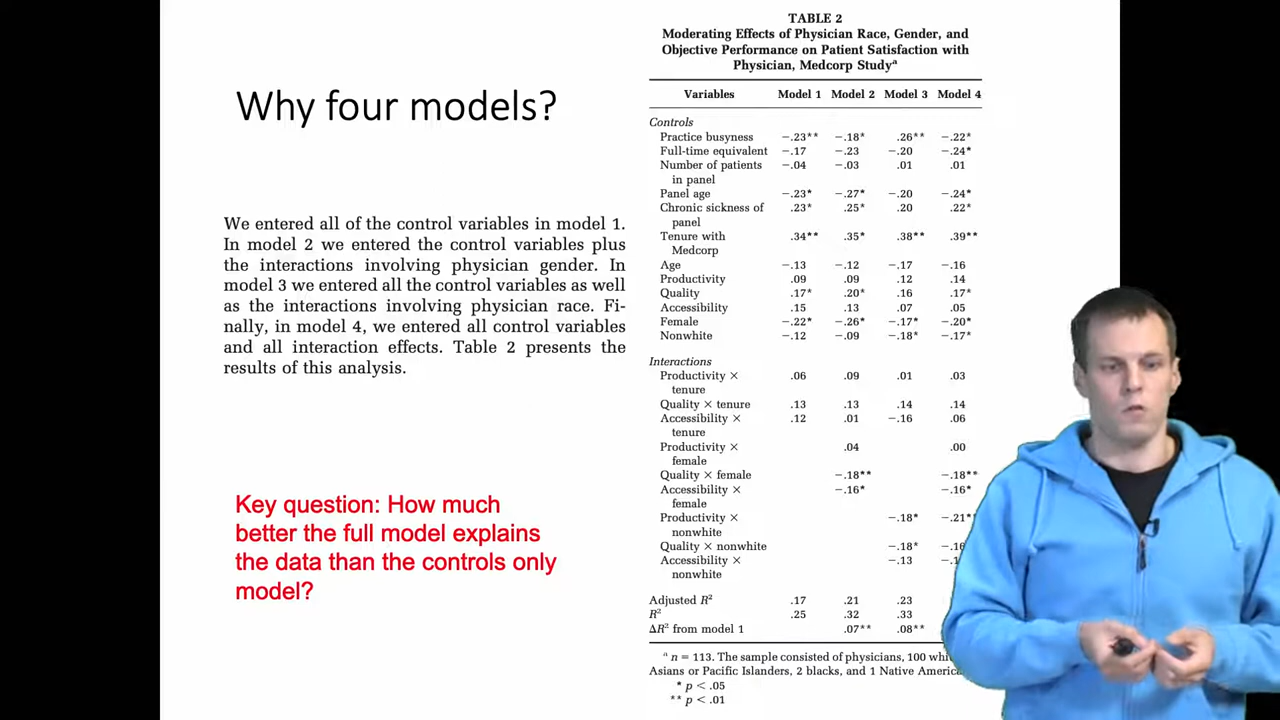 Why four models?
We entered all of the control variables in model 1.
In model 2 we entered the control variables plus
the interactions involving physician gender. In
model 3 we entered all the control variables as well
as the interactions involving physician race. Fi-
nally, in model 4, we entered all control variables
and all interaction effects. Table 2 presents the
results of this analysis.
Key question: How much
better the full model explains
the data than the controls only
model?
TABLE 2
Moderating Effects of Physician Race, Gender, and
Objective Performance on Patient Satisfaction with
Physician, Medcorp Studyᵃ
Variables Model 1 Model 2 Model 3 Model 4
Controls
Practice busyness −.23** −.18* .26** −.22*
Full-time equivalent −.17 −.23 −.20 −.24*
Number of patients −.04 −.03 .01 .01
in panel
Panel age −.23* −.27* −.20 −.24*
Chronic sickness of .23* .25* .20 .22*
panel
Tenure with .34** .35* .38** .39**
Medcorp
Age −.13 −.12 −.17 −.16
Productivity .09 .09 .12 .14
Quality .17* .20* .16 .17*
Accessibility .15 .13 .07 .05
Female −.22* −.26* −.17* −.20*
Nonwhite −.12 −.09 −.18* −.17*
Interactions
Productivity × .06 .09 .01 .03
tenure
Quality × tenure .13 .13 .14 .14
Accessibility × .12 .01 −.16 .06
tenure
Productivity × .04 .00
female
Quality × female −.18** −.18**
Accessibility × −.16* −.16*
female
Productivity × −.18* −.21*
nonwhite
Quality × nonwhite −.18* −.16
Accessibility × −.13
nonwhite
Adjusted R² .17 .21 .23
R² .25 .32 .33
ΔR² from model 1 .07** .08**
ᵃ n = 113. The sample consisted of physicians, 100
Asians or Pacific Islanders, 2 blacks, and 1 Native
* p < .05
** p < .01